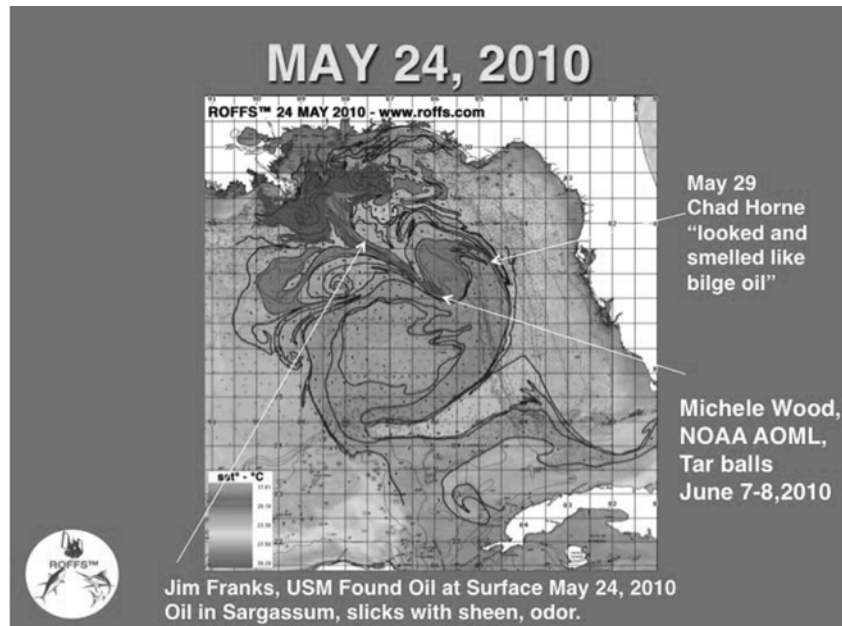 MAY 24, 2010
ROFFS™ 24 MAY 2010 - www.roffs.com
May 29
Chad Horne
“looked and
smelled like
bilge oil”
Michele Wood,
NOAA AOML,
Tar balls
June 7-8,2010
sst° - °C
ROFFS™
Jim Franks, USM Found Oil at Surface May 24, 2010
Oil in Sargassum, slicks with sheen, odor.